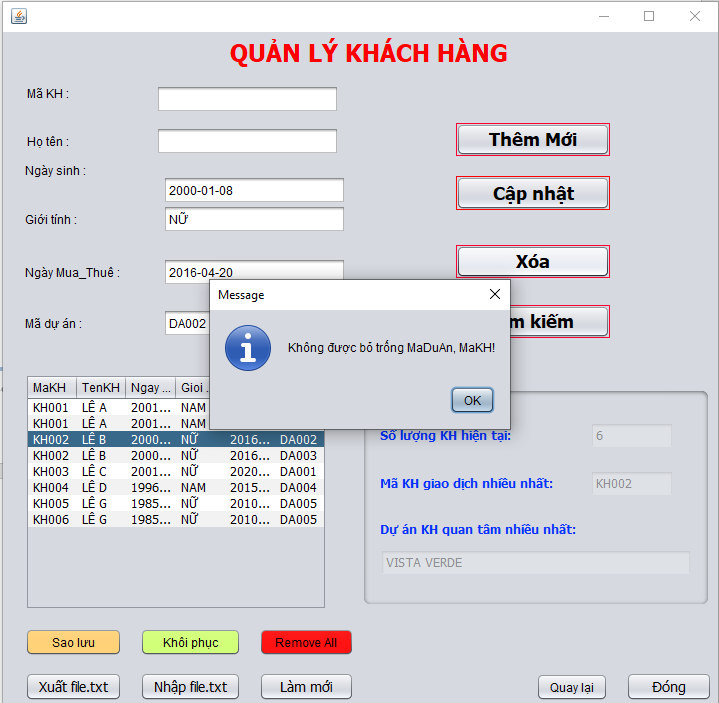 QUẢN LÝ KHÁCH HÀNG
Mã KH :
Họ tên :
Thêm Mới
Ngày sinh :
2000-01-08
Cập nhật
Giới tính :
NỮ
Xóa
Ngày Mua_Thuê :
2016-04-20
Message
Mã dự án :
DA002
kiếm
Không được bỏ trống MaDuAn, MaKH!
OK
MaKH TenKH Ngay ... Gioi
KH001 LÊ A 2001... NAM
KH001 LÊ A 2001... NAM
KH002 LÊ B 2000... NỮ 2016... DA002
KH002 LÊ B 2000... NỮ 2016... DA003
KH003 LÊ C 2001... NỮ 2020... DA001
KH004 LÊ D 1996... NAM 2015... DA004
KH005 LÊ G 1985... NỮ 2010... DA005
KH006 LÊ G 1985... NỮ 2010... DA005
Số lượng KH hiện tại:
6
Mã KH giao dịch nhiều nhất:
KH002
Dự án KH quan tâm nhiều nhất:
VISTA VERDE
Sao lưu
Khôi phục
Remove All
Xuất file.txt
Nhập file.txt
Làm mới
Quay lại
Đóng